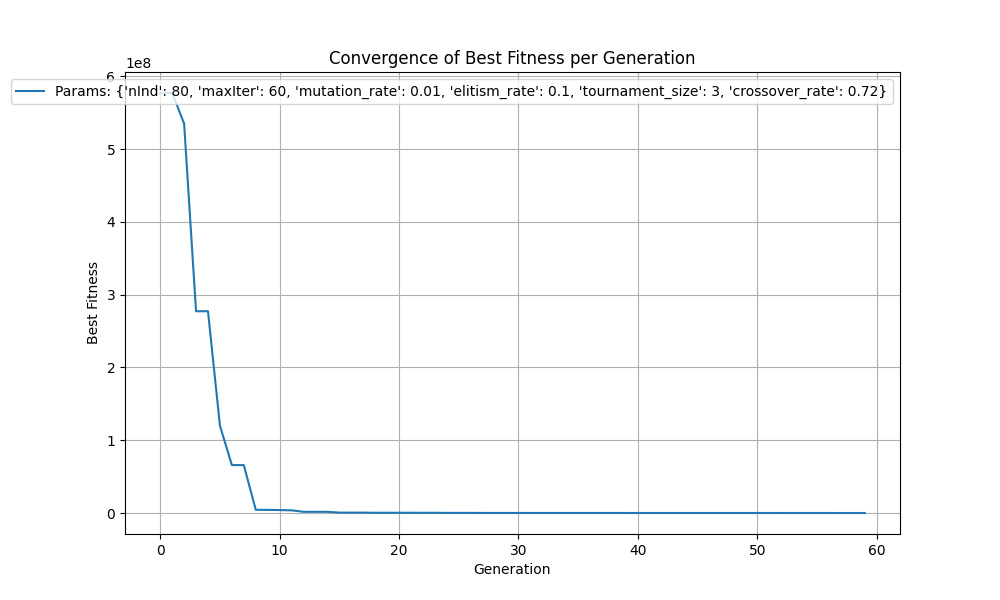 Convergence of Best Fitness per Generation
1e8
Params: {'nInd': 80, 'maxIter': 60, 'mutation_rate': 0.01, 'elitism_rate': 0.1, 'tournament_size': 3, 'crossover_rate': 0.72}
6
5
4
3
2
1
0
Best Fitness
0 10 20 30 40 50 60
Generation